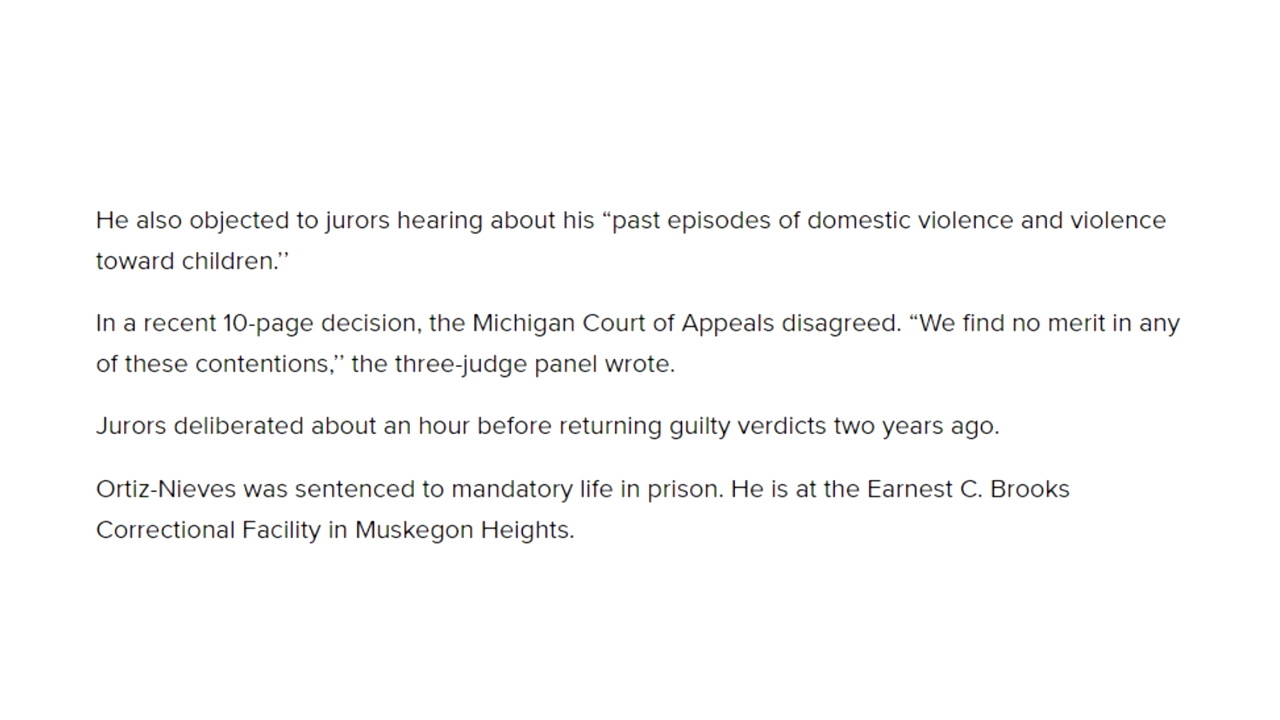 He also objected to jurors hearing about his “past episodes of domestic violence and violence
toward children.’’
In a recent 10-page decision, the Michigan Court of Appeals disagreed. “We find no merit in any
of these contentions,’’ the three-judge panel wrote.
Jurors deliberated about an hour before returning guilty verdicts two years ago.
Ortiz-Nieves was sentenced to mandatory life in prison. He is at the Earnest C. Brooks
Correctional Facility in Muskegon Heights.